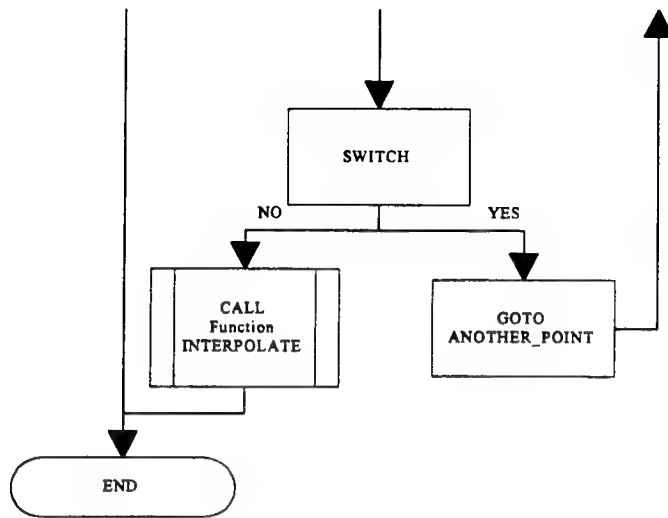 SWITCH
NO
YES
CALL
Function
INTERPOLATE
GOTO
ANOTHER_POINT
END